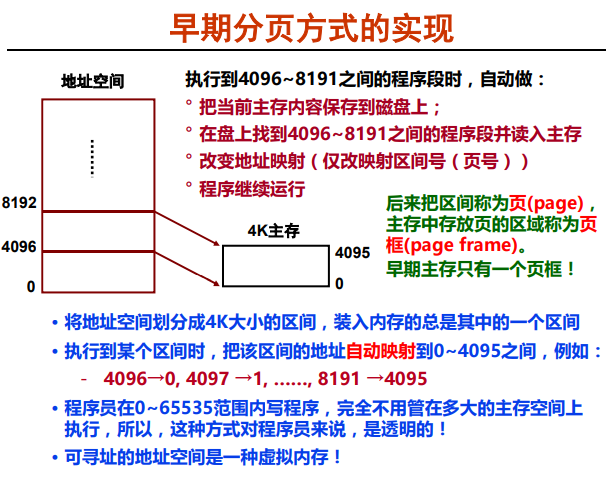 早期分页方式的实现
地址空间
8192
4096
0
执行到4096~8191之间的程序段时，自动做：
° 把当前主存内容保存到磁盘上；
° 在盘上找到4096~8191之间的程序段并读入主存
° 改变地址映射（仅改映射区间号（页号））
° 程序继续运行
4K主存
4095
0
后来把区间称为页(page)，
主存中存放页的区域称为页
框(page frame)。
早期主存只有一个页框！
• 将地址空间划分成4K大小的区间，装入内存的总是其中的一个区间
• 执行到某个区间时，把该区间的地址自动映射到0~4095之间，例如：
- 4096→0, 4097 →1, ……, 8191 →4095
• 程序员在0~65535范围内写程序，完全不用管在多大的主存空间上
执行，所以，这种方式对程序员来说，是透明的！
• 可寻址的地址空间是一种虚拟内存！